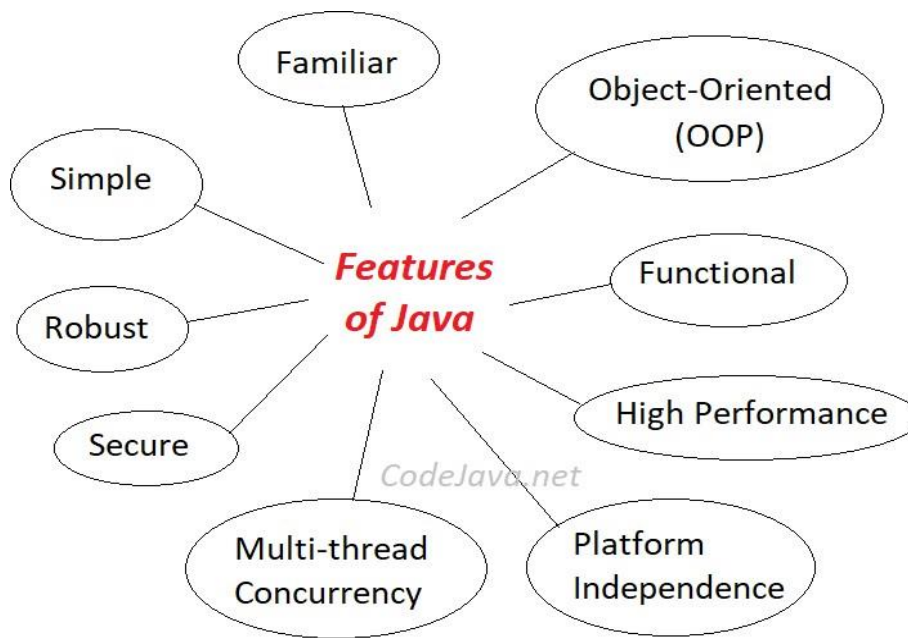 Familiar
Object-Oriented
(OOP)
Simple
Features
of Java
Functional
Robust
High Performance
Secure
CodeJava.net
Multi-thread
Concurrency
Platform
Independence